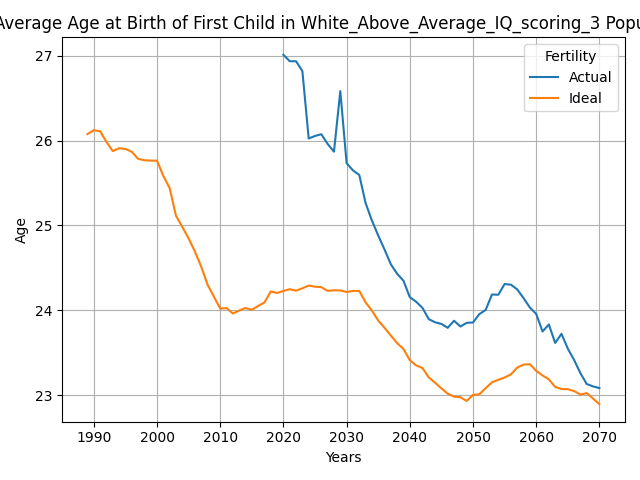 Average Age at Birth of First Child in White_Above_Average_IQ_scoring_3 Popu
Fertility
Actual
Ideal
27
26
25
24
23
Age
1990 2000 2010 2020 2030 2040 2050 2060 2070
Years